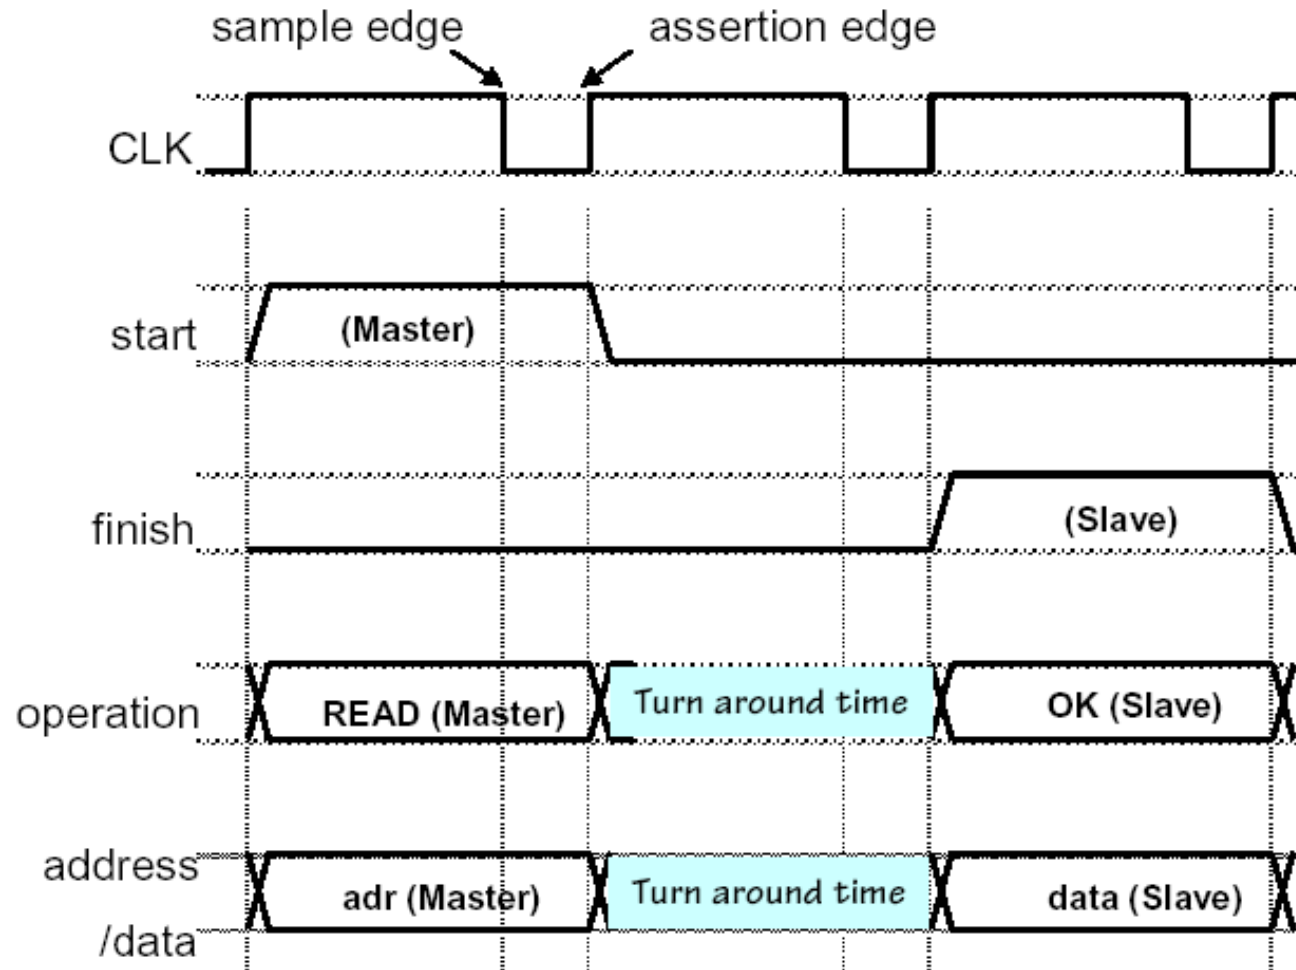 sample edge
assertion edge
CLK
start
(Master)
finish
(Slave)
operation
READ (Master)
Turn around time
OK (Slave)
address
/data
adr (Master)
Turn around time
data (Slave)